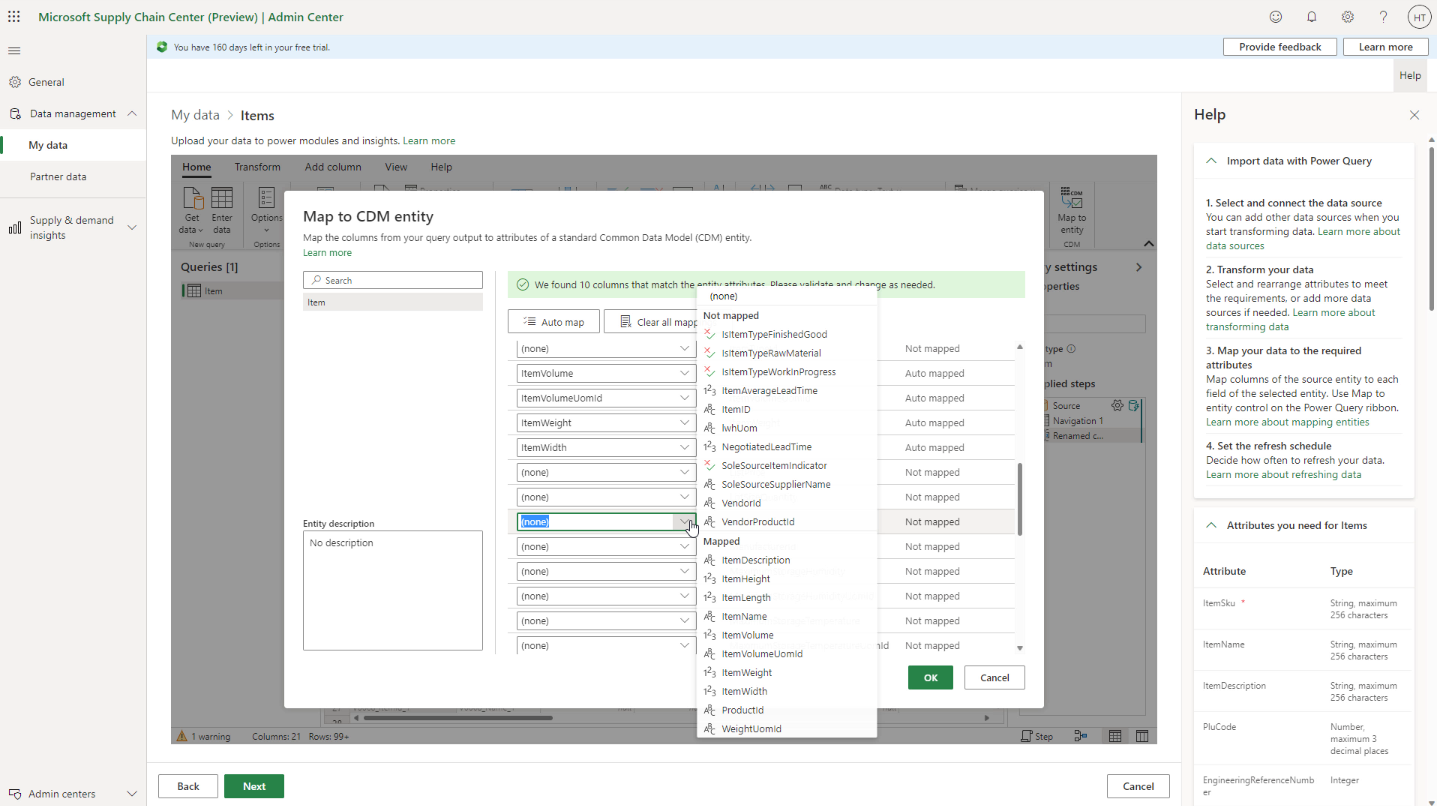 Microsoft Supply Chain Center (Preview) | Admin Center
HT
You have 160 days left in your free trial.
Provide feedback
Learn more
General
Data management
My data
Partner data
Supply & demand
insights
Admin centers
Help
My data > Items
Upload your data to power modules and insights. Learn more
Home
Transform
Add column
View
Help
Get
data
Enter
data
New query
Options
Options
Map to
entity
CDM
Queries [1]
Item
Map to CDM entity
Map the columns from your query output to attributes of a standard Common Data Model (CDM) entity.
Learn more
Search
Item
Entity description
No description
We found 10 columns that match the entity attributes. Please validate and change as needed.
Auto map
Clear all mapp
(none)
Not mapped
ItemVolume
Auto mapped
ItemVolumeUomId
Auto mapped
ItemWeight
Auto mapped
ItemWidth
Auto mapped
(none)
Not mapped
(none)
Not mapped
(none)
Not mapped
(none)
Not mapped
(none)
Not mapped
(none)
Not mapped
(none)
Not mapped
(none)
Not mapped
(none)
Not mapped
IsItemTypeFinishedGood
IsItemTypeRawMaterial
IsItemTypeWorkInProgress
ItemAverageLeadTime
ItemID
lwhUom
NegotiatedLeadTime
SoleSourceItemIndicator
SoleSourceSupplierName
VendorId
VendorProductId
Mapped
ItemDescription
ItemHeight
ItemLength
ItemName
ItemVolume
ItemVolumeUomId
ItemWeight
ItemWidth
ProductId
WeightUomId
OK
Cancel
y settings
operties
type
plied steps
Source
Navigation 1
Renamed c...
1 warning
Columns: 21
Rows: 99+
Step
Back
Next
Cancel
Help
Import data with Power Query
1. Select and connect the data source
You can add other data sources when you
start transforming data. Learn more about
data sources
2. Transform your data
Select and rearrange attributes to meet
the requirements, or add more data
sources if needed. Learn more about
transforming data
3. Map your data to the required
attributes
Map columns of the source entity to each
field of the selected entity. Use Map to
entity control on the Power Query ribbon.
Learn more about mapping entities
4. Set the refresh schedule
Decide how often to refresh your data.
Learn more about refreshing data
Attributes you need for Items
Attribute
Type
ItemSku *
String, maximum
256 characters
ItemName
String, maximum
256 characters
ItemDescription
String, maximum
256 characters
PluCode
Number,
maximum 3
decimal places
EngineeringReferenceNumb
er
Integer